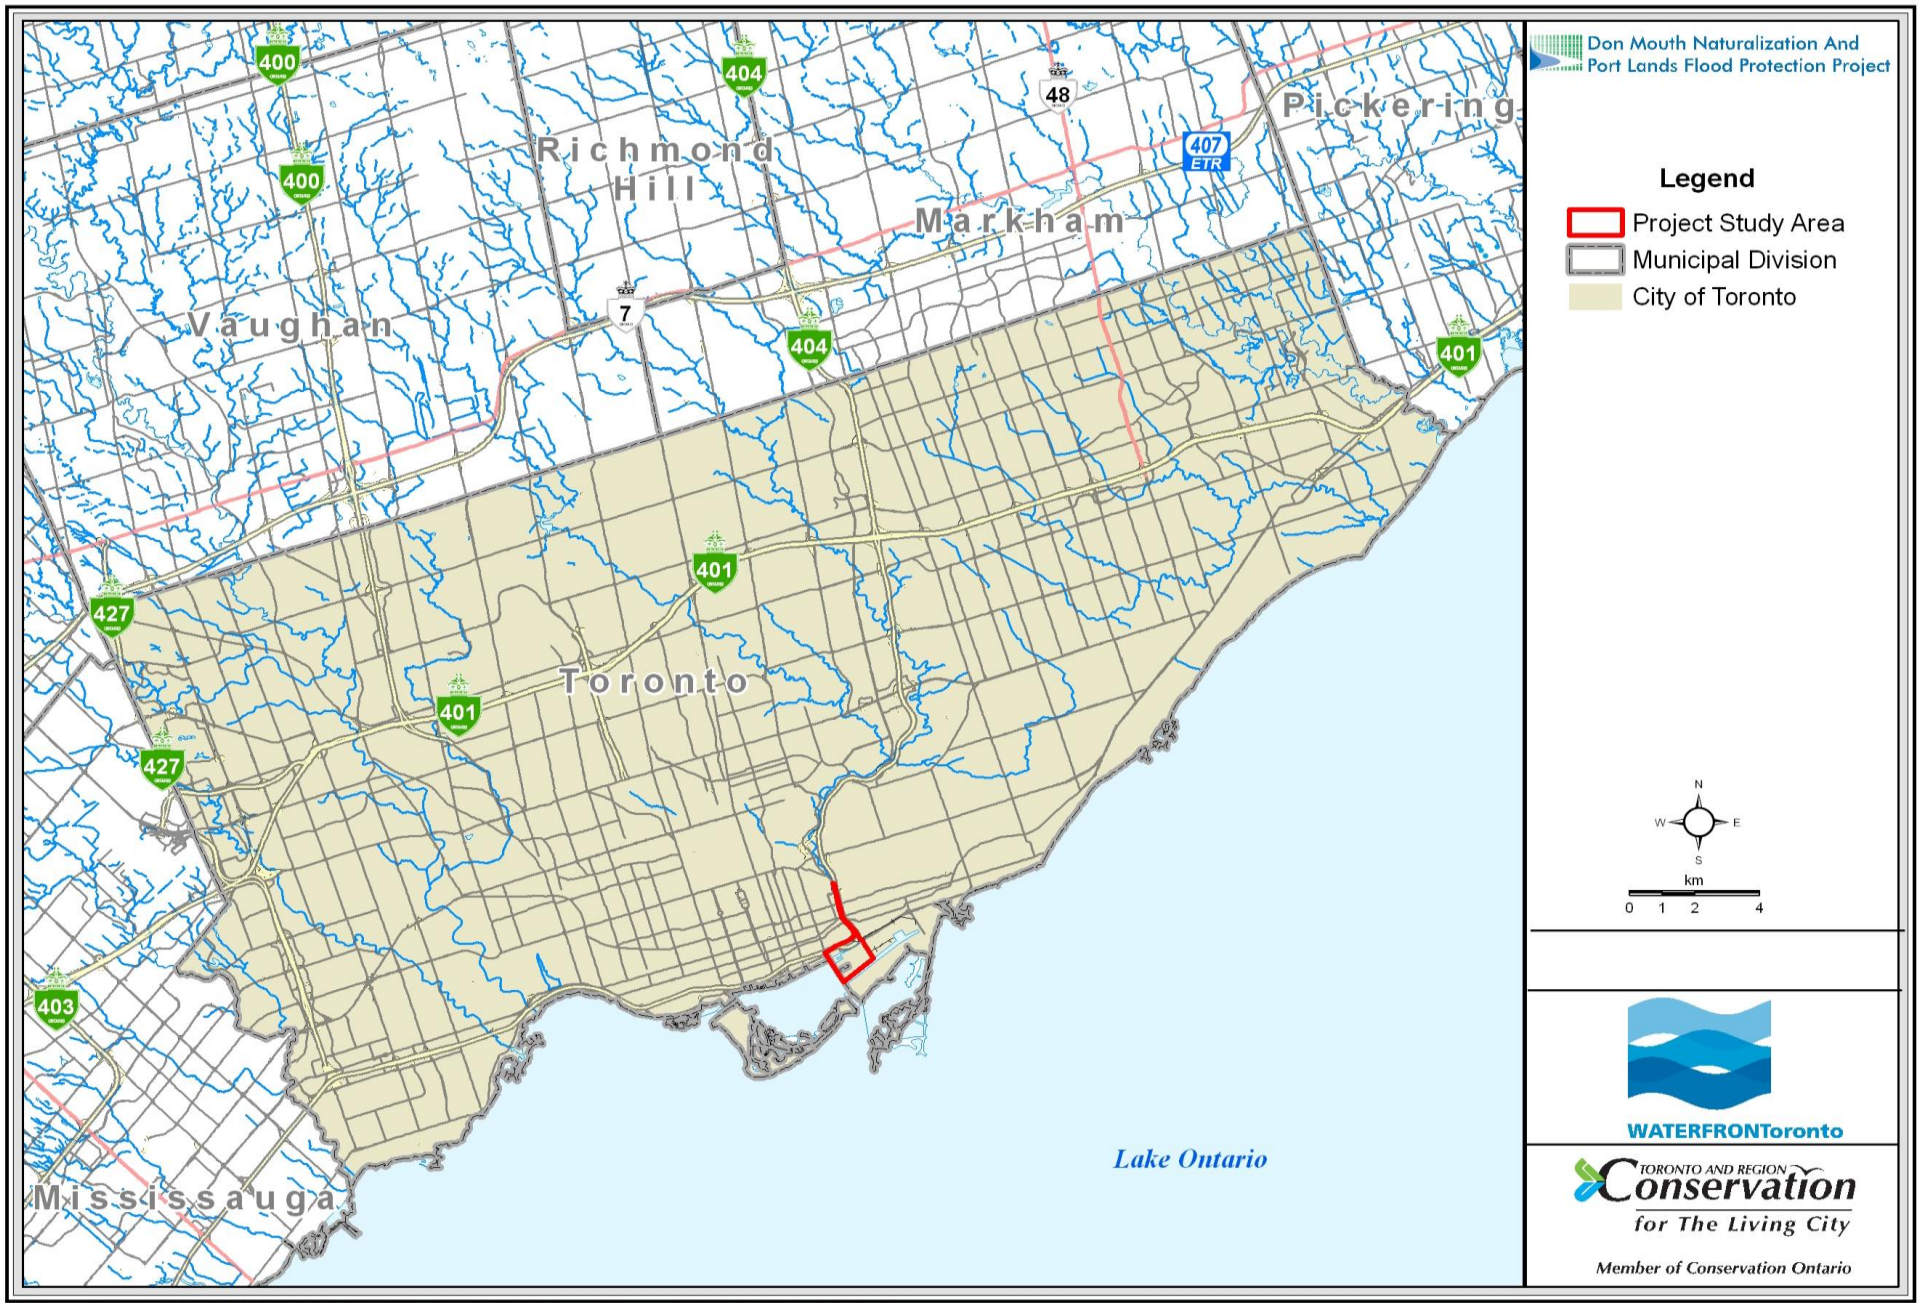 400
404
48
Pickering
407
ETR
Richmond
Hill
400
Markham
7
Vaughan
404
401
401
427
Toronto
401
427
403
Lake Ontario
Mississauga
Don Mouth Naturalization And
Port Lands Flood Protection Project
Legend
Project Study Area
Municipal Division
City of Toronto
N
W E
S
km
0 1 2 4
WATERFRONToronto
TORONTO AND REGION
Conservation
for The Living City
Member of Conservation Ontario